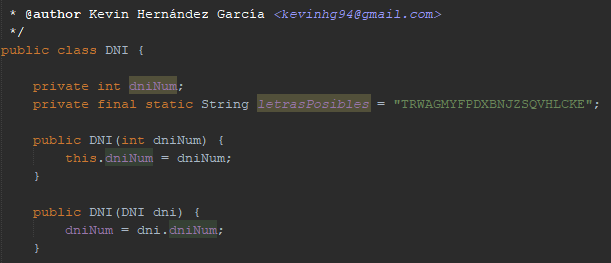 * @author Kevin Hernández García <kevinhg94@gmail.com>
*/
public class DNI {
private int dniNum;
private final static String letrasPosibles = "TRWAGMYFPDXBNJZSQVHLCKE";
public DNI(int dniNum) {
this.dniNum = dniNum;
}
public DNI(DNI dni) {
dniNum = dni.dniNum;
}